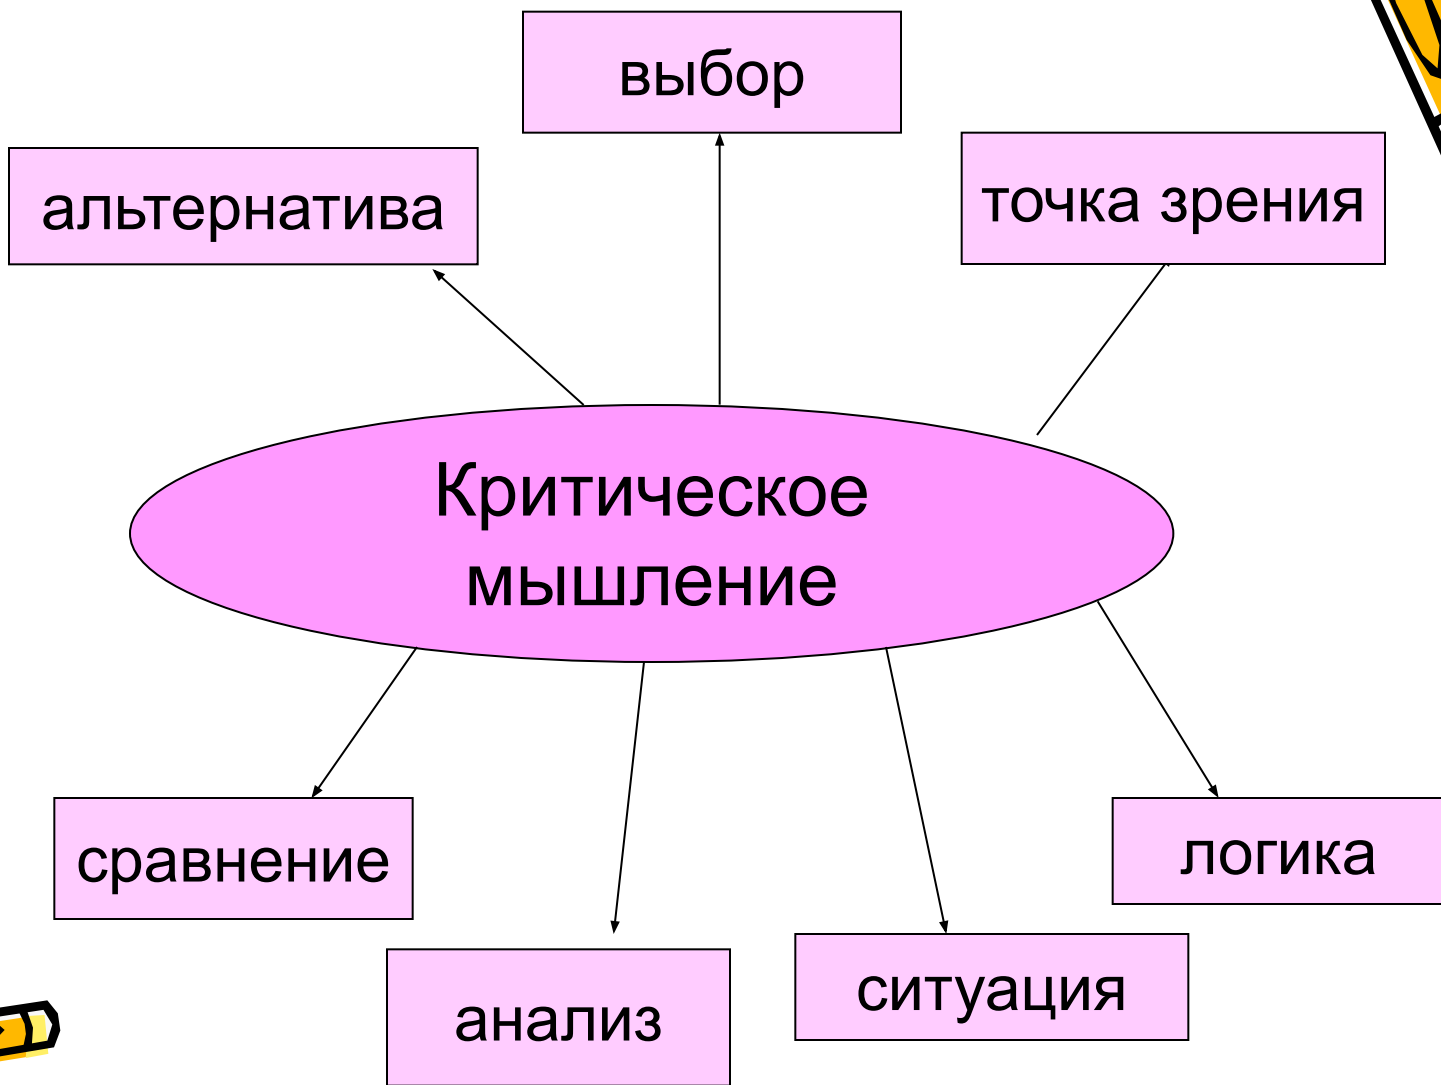 выбор
альтернатива
точка зрения
Критическое
мышление
сравнение
логика
анализ
ситуация